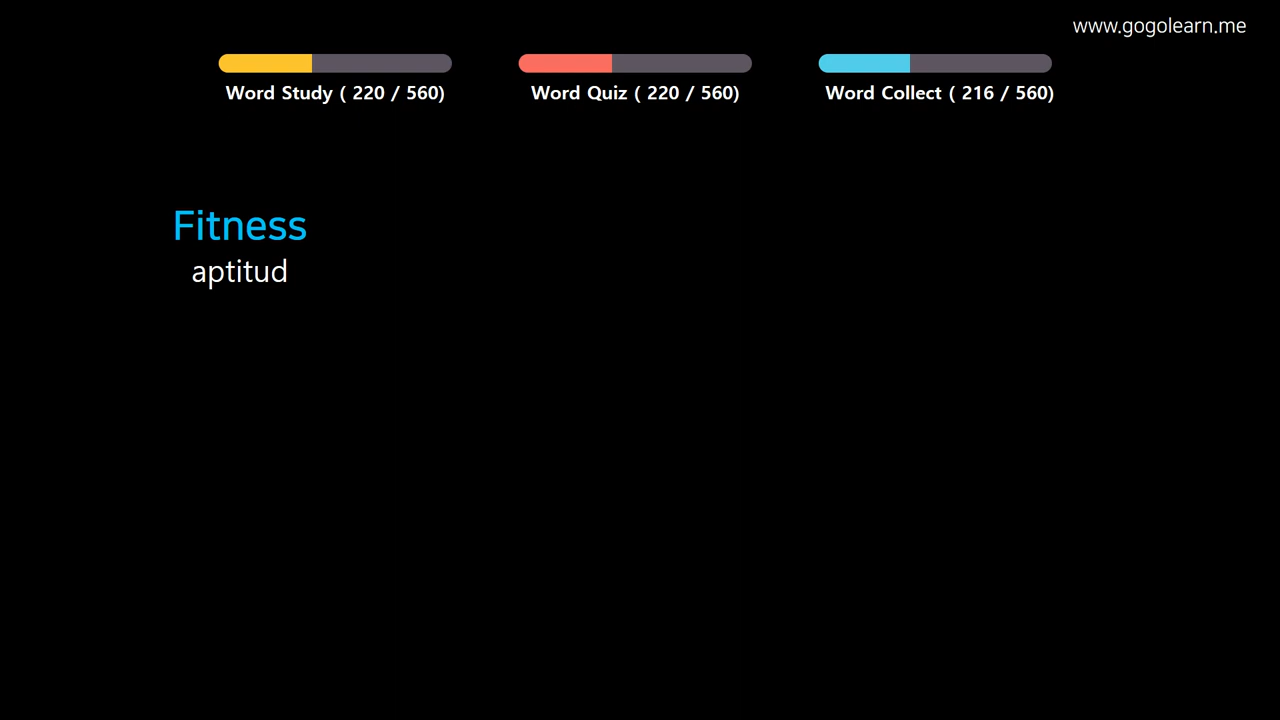 www.gogolearn.me
Word Study ( 220 / 560)
Word Quiz ( 220 / 560)
Word Collect ( 216 / 560)
Fitness
aptitud